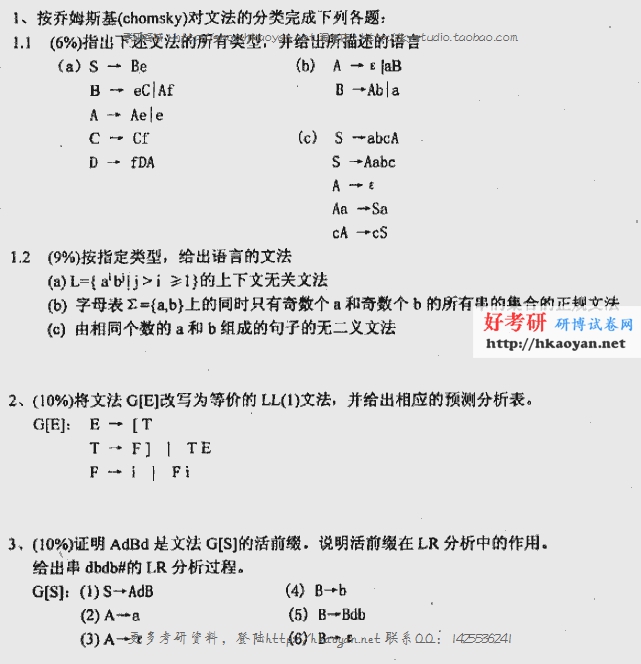 1、按乔姆斯基(chomsky)对文法的分类完成下列各题:
1.1 (6%)指出下述文法的所有类型,并给出所描述的语言
(a) S → Be (b) A → ε |aB
B → eC|Af B →Ab|a
A → Ae|e
C → Cf (c) S →abcA
D → fDA S →Aabc
A → ε
Aa →Sa
cA →cS
1.2 (9%)按指定类型,给出语言的文法
(a) L={ aⁱbʲ| j > i ≥1}的上下文无关文法
(b) 字母表Σ={a,b}上的同时只有奇数个 a 和奇数个 b 的所有串的集合的正规文法
(c) 由相同个数的 a 和 b 组成的句子的无二义文法
好考研 研博试卷网
http://hkaoyan.net
2、(10%)将文法 G[E]改写为等价的 LL(1)文法,并给出相应的预测分析表。
G[E]: E → [ T
T → F ] | T E
F → i | F i
3、(10%)证明 AdBd 是文法 G[S]的活前缀。说明活前缀在 LR 分析中的作用。
给出串 dbdb#的 LR 分析过程。
G[S]: (1) S→AdB (4) B→b
(2) A→a (5) B→Bdb
(3) A→ε (6) B→ε
更多考研资料,登陆http://hkaoyan.net 联系QQ: 1425536241